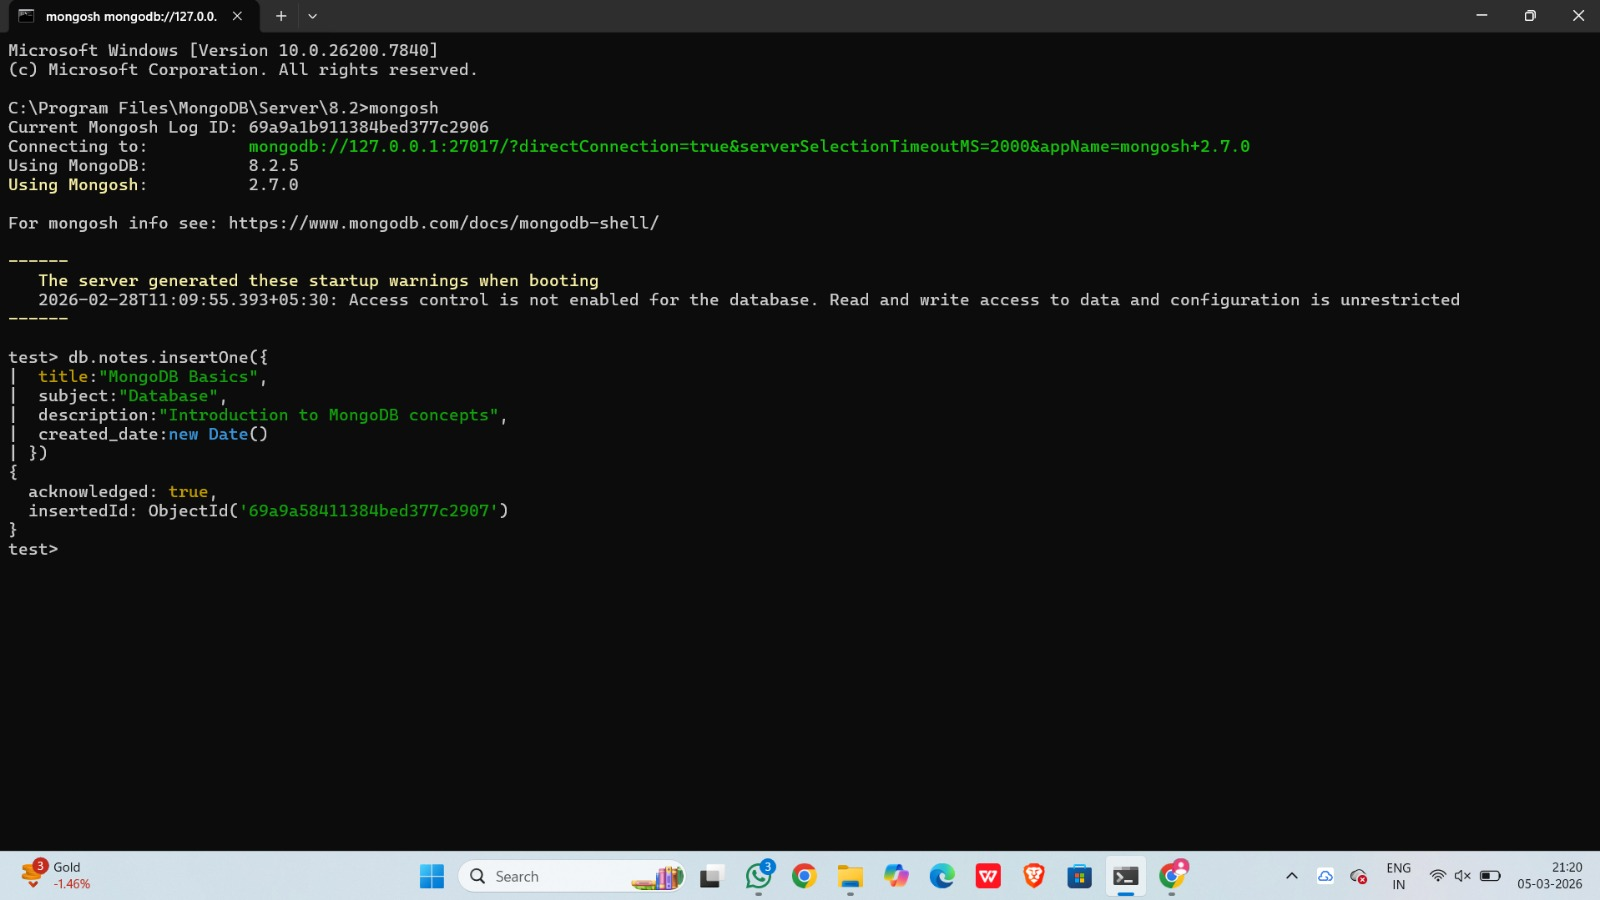 mongosh mongodb://127.0.0.
Microsoft Windows [Version 10.0.26200.7840]
(c) Microsoft Corporation. All rights reserved.
C:\Program Files\MongoDB\Server\8.2>mongosh
Current Mongosh Log ID: 69a9a1b911384bed377c2906
Connecting to:          mongodb://127.0.0.1:27017/?directConnection=true&serverSelectionTimeoutMS=2000&appName=mongosh+2.7.0
Using MongoDB:          8.2.5
Using Mongosh:          2.7.0
For mongosh info see: https://www.mongodb.com/docs/mongodb-shell/
------
   The server generated these startup warnings when booting
   2026-02-28T11:09:55.393+05:30: Access control is not enabled for the database. Read and write access to data and configuration is unrestricted
------
test> db.notes.insertOne({
|  title:"MongoDB Basics",
|  subject:"Database",
|  description:"Introduction to MongoDB concepts",
|  created_date:new Date()
| })
{
  acknowledged: true,
  insertedId: ObjectId('69a9a58411384bed377c2907')
}
test>
3
Gold
-1.46%
Search
3
W
ENG
IN
21:20
05-03-2026